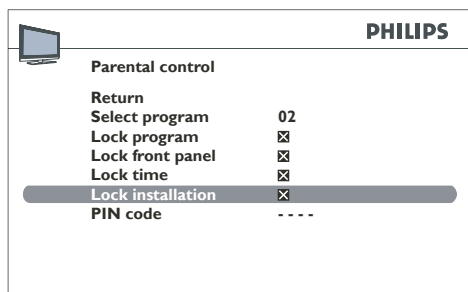 PHILIPS
Parental control
Return
Select program 02
Lock program ☒
Lock front panel ☒
Lock time ☒
Lock installation ☒
PIN code - - - -